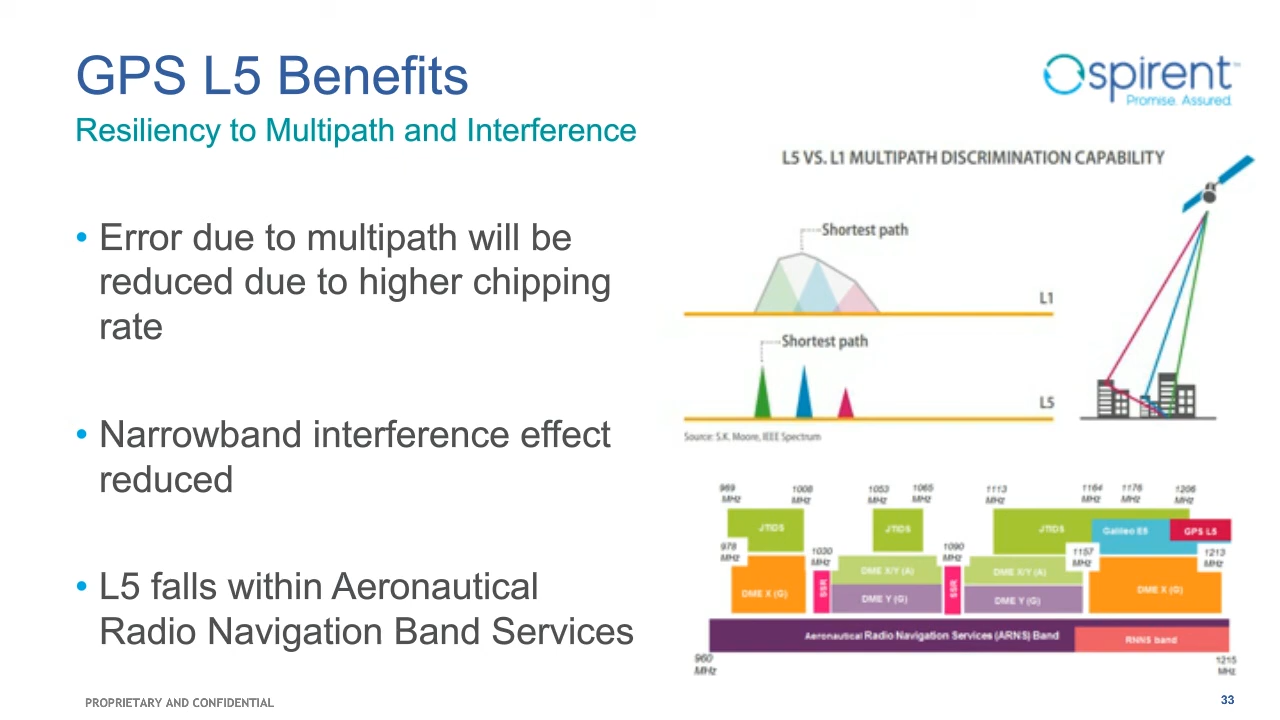 GPS L5 Benefits
spirent™
Promise. Assured.
Resiliency to Multipath and Interference
L5 VS. L1 MULTIPATH DISCRIMINATION CAPABILITY
• Error due to multipath will be
reduced due to higher chipping
rate
Shortest path
L1
Shortest path
L5
Source: S.K. Moore, IEEE Spectrum
• Narrowband interference effect
reduced
• L5 falls within Aeronautical
Radio Navigation Band Services
969 MHz
1008 MHz
1053 MHz
1065 MHz
1113 MHz
1164 MHz
1176 MHz
1206 MHz
JTIDS
JTIDS
JTIDS
Galileo E5
GPS L5
978 MHz
1030 MHz
1090 MHz
1157 MHz
1213 MHz
DME X (G)
SSR
DME X/Y (A)
DME Y (G)
SSR
DME X/Y (A)
DME Y (G)
DME X (G)
Aeronautical Radio Navigation Services (ARNS) Band
RNNS band
960 MHz
1215 MHz
PROPRIETARY AND CONFIDENTIAL
33